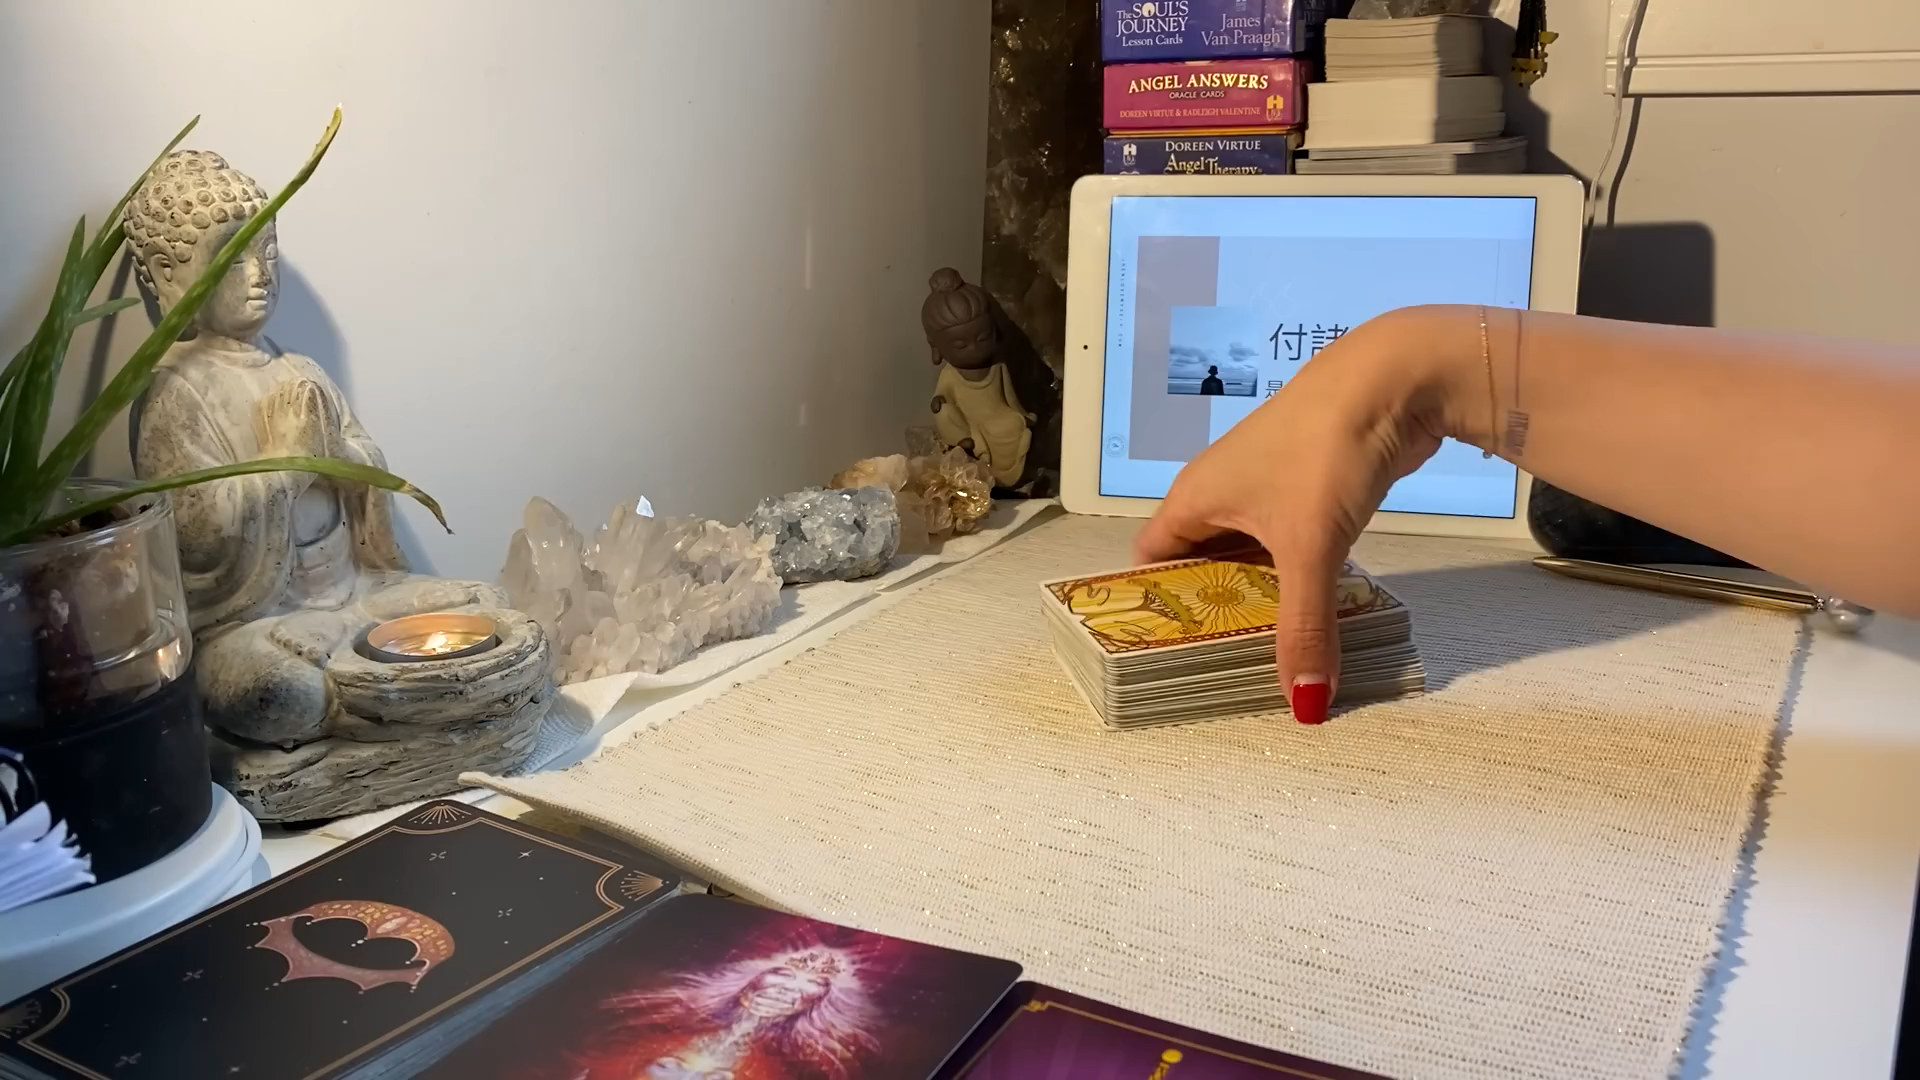 The SOUL'S
JOURNEY
Lesson Cards
James
Van Praagh
ANGEL ANSWERS
ORACLE CARDS
DOREEN VIRTUE & RADLEIGH VALENTINE
DOREEN VIRTUE
Angel Therapy
付諸
是